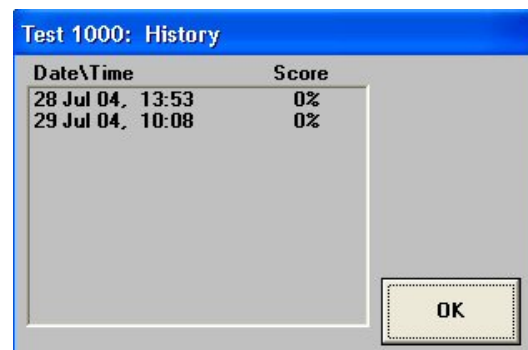 Test 1000: History
Date\Time Score
28 Jul 04, 13:53 0%
29 Jul 04, 10:08 0%
OK